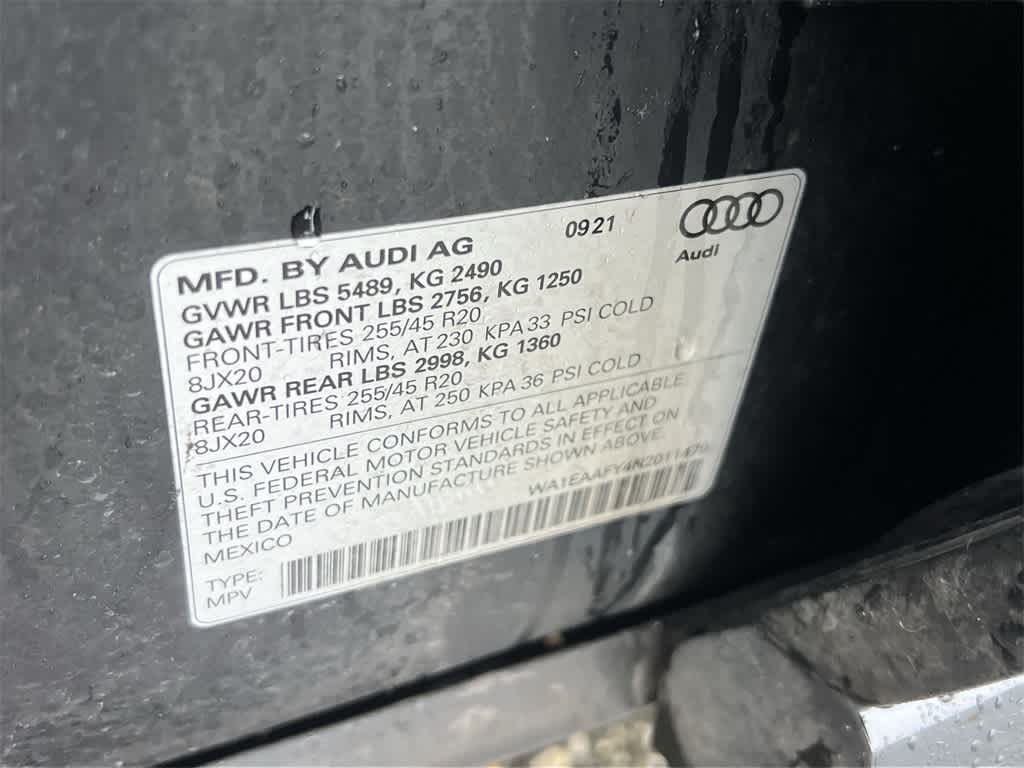 MFD. BY AUDI AG 09 21
Audi
GVWR LBS 5489, KG 2490
GAWR FRONT LBS 2756, KG 1250
FRONT-TIRES 255/45 R20
8JX20 RIMS, AT 230 KPA 33 PSI COLD
GAWR REAR LBS 2998, KG 1360
REAR-TIRES 255/45 R20
8JX20 RIMS, AT 250 KPA 36 PSI COLD
THIS VEHICLE CONFORMS TO ALL APPLICABLE
U.S. FEDERAL MOTOR VEHICLE SAFETY AND
THEFT PREVENTION STANDARDS IN EFFECT ON
THE DATE OF MANUFACTURE SHOWN ABOVE.
MEXICO WA1EAAFY4N2011470
TYPE:
MPV